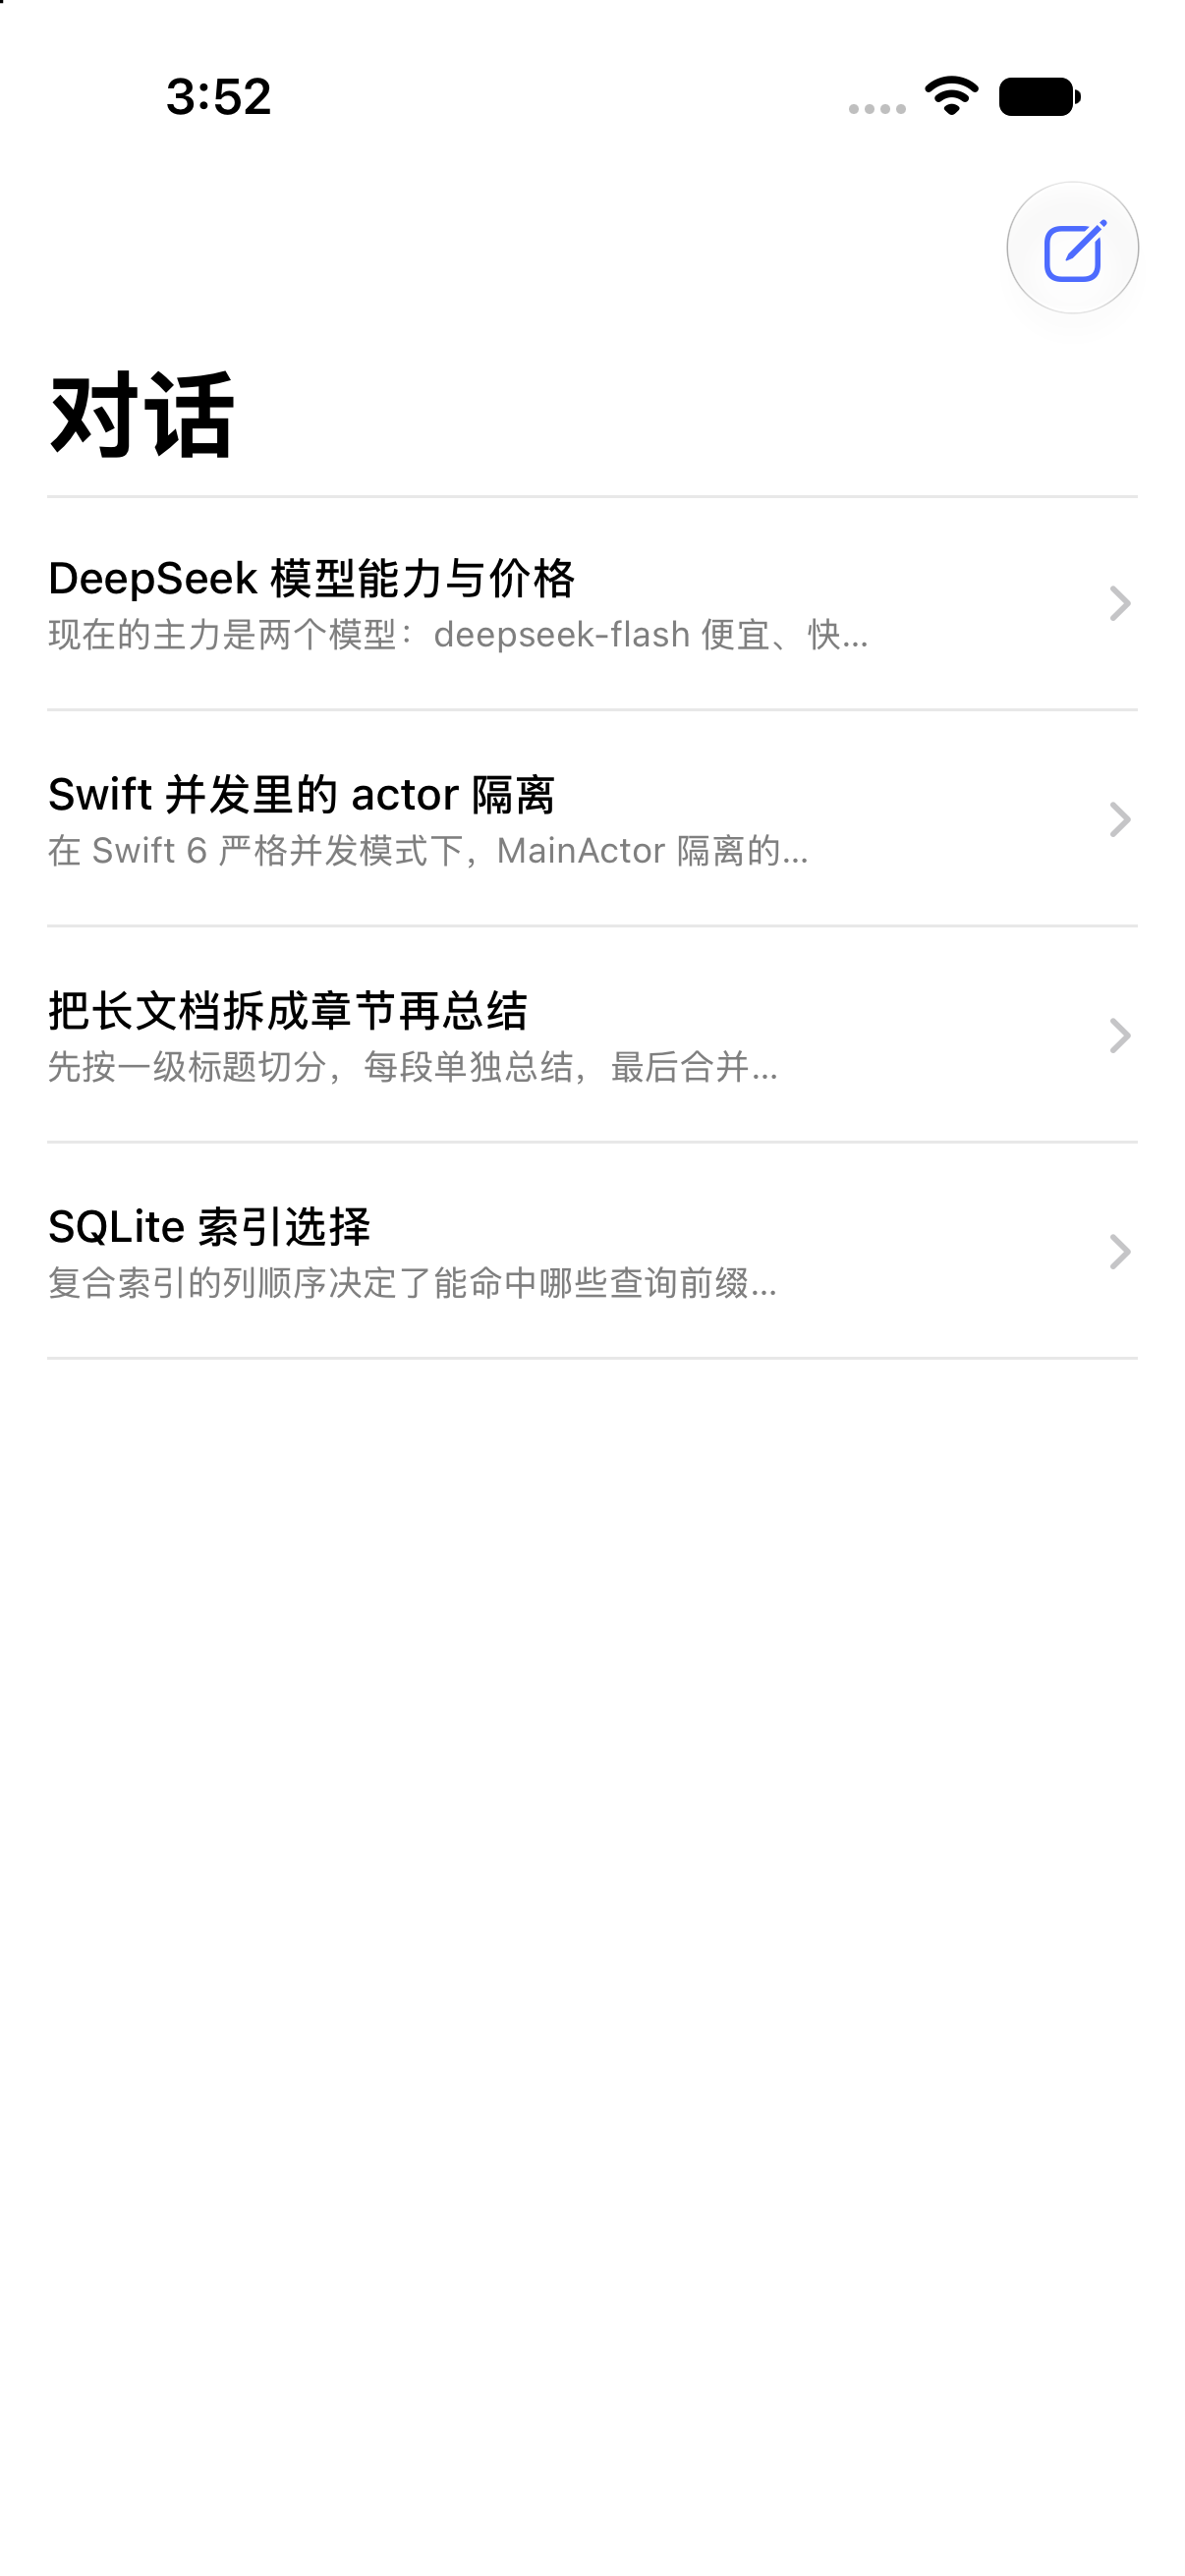 3:52
对话
DeepSeek 模型能力与价格
现在的主力是两个模型：deepseek-flash 便宜、快...
Swift 并发里的 actor 隔离
在 Swift 6 严格并发模式下，MainActor 隔离的...
把长文档拆成章节再总结
先按一级标题切分，每段单独总结，最后合并...
SQLite 索引选择
复合索引的列顺序决定了能命中哪些查询前缀...